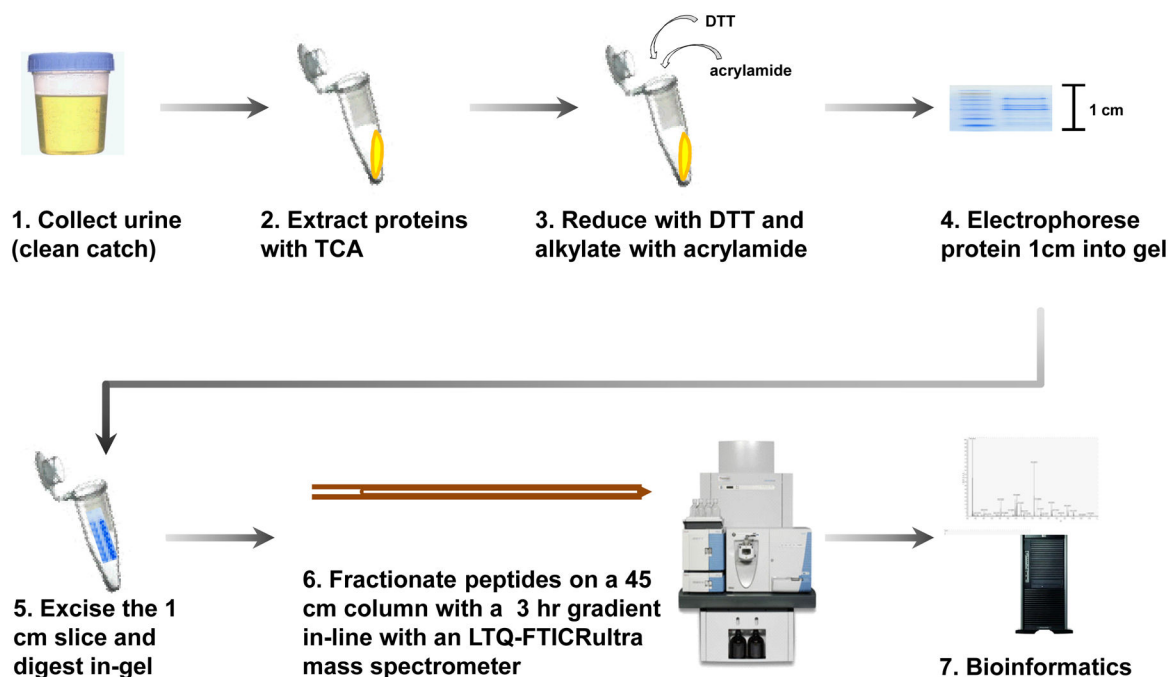 DTT
acrylamide
1 cm
1. Collect urine
(clean catch)
2. Extract proteins
with TCA
3. Reduce with DTT and
alkylate with acrylamide
4. Electrophorese
protein 1cm into gel
5. Excise the 1
cm slice and
digest in-gel
6. Fractionate peptides on a 45
cm column with a 3 hr gradient
in-line with an LTQ-FTICRultra
mass spectrometer
7. Bioinformatics